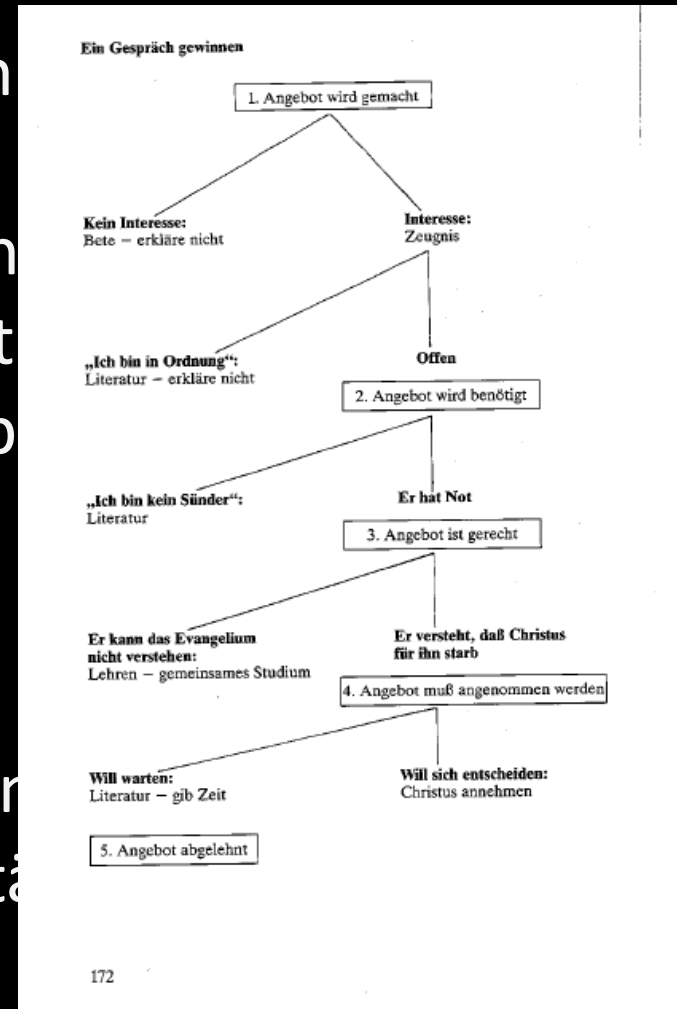 Ein Gespräch gewinnen
1. Angebot wird gemacht
Kein Interesse:
Bete – erkläre nicht
Interesse:
Zeugnis
„Ich bin in Ordnung“:
Literatur – erkläre nicht
Offen
2. Angebot wird benötigt
„Ich bin kein Sünder“:
Literatur
Er hat Not
3. Angebot ist gerecht
Er kann das Evangelium
nicht verstehen:
Lehren – gemeinsames Studium
Er versteht, daß Christus
für ihn starb
4. Angebot muß angenommen werden
Will warten:
Literatur – gib Zeit
Will sich entscheiden:
Christus annehmen
5. Angebot abgelehnt
172